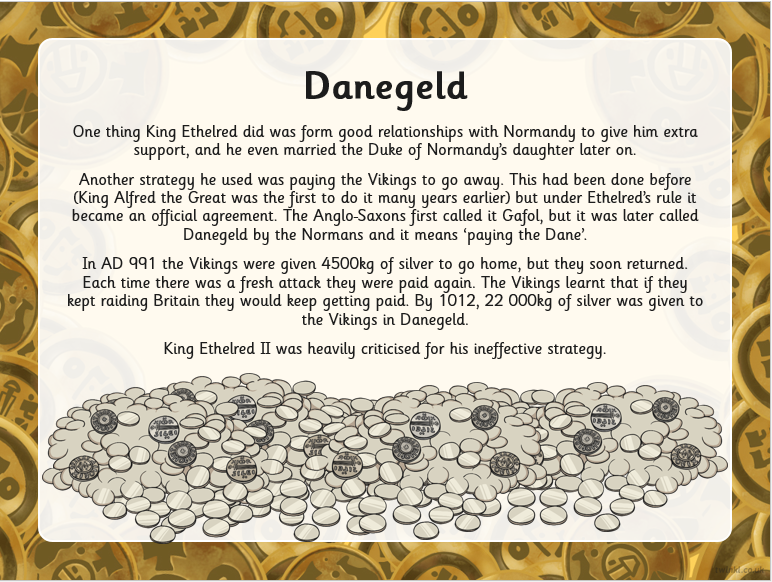 Danegeld
One thing King Ethelred did was form good relationships with Normandy to give him extra
support, and he even married the Duke of Normandy's daughter later on.
Another strategy he used was paying the Vikings to go away. This had been done before
(King Alfred the Great was the first to do it many years earlier) but under Ethelred's rule it
became an official agreement. The Anglo-Saxons first called it Gafol, but it was later called
Danegeld by the Normans and it means 'paying the Dane'.
In AD 991 the Vikings were given 4500kg of silver to go home, but they soon returned.
Each time there was a fresh attack they were paid again. The Vikings learnt that if they
kept raiding Britain they would keep getting paid. By 1012, 22 000kg of silver was given to
the Vikings in Danegeld.
King Ethelred II was heavily criticised for his ineffective strategy.